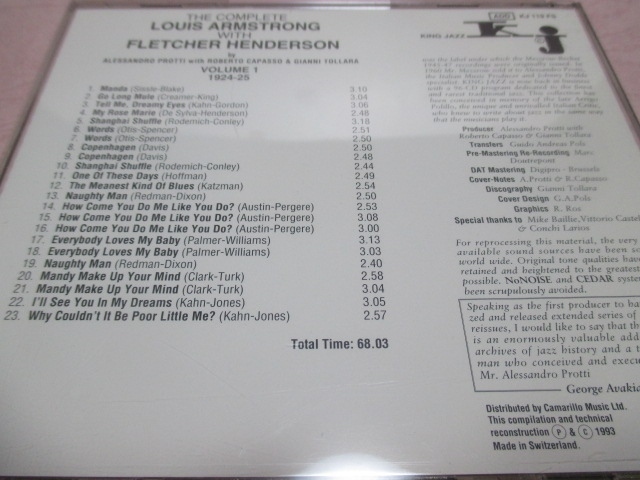 THE COMPLETE
LOUIS ARMSTRONG
WITH
FLETCHER HENDERSON
by
ALESSANDRO PROTTI with ROBERTO CAPASSO & GIANNI TOLLARA
VOLUME 1
1924-25
1. Manda (Sissle-Blake) 3.10
2. Go Long Mule (Creamer-King) 3.04
3. Tell Me, Dreamy Eyes (Kahn-Gordon) 3.06
4. My Rose Marie (De Sylva-Henderson) 2.48
5. Shanghai Shuffle (Rodernich-Conley) 3.18
6. Words (Otis-Spencer) 2.51
7. Words (Otis-Spencer) 2.50
8. Copenhagen (Davis) 2.50
9. Copenhagen (Davis) 2.48
10. Shanghai Shuffle (Rodernich-Conley) 2.44
11. One Of These Days (Hoffman) 2.49
12. The Meanest Kind Of Blues (Katzman) 2.54
13. Naughty Man (Redman-Dixon) 2.50
14. How Come You Do Me Like You Do? (Austin-Pergere) 2.53
15. How Come You Do Me Like You Do? (Austin-Pergere) 3.08
16. How Come You Do Me Like You Do? (Austin-Pergere) 3.00
17. Everybody Loves My Baby (Palmer-Williams) 3.13
18. Everybody Loves My Baby (Palmer-Williams) 3.03
19. Naughty Man (Redman-Dixon) 2.40
20. Mandy Make Up Your Mind (Clark-Turk) 2.58
21. Mandy Make Up Your Mind (Clark-Turk) 3.04
22. I'll See You In My Dreams (Kahn-Jones) 3.05
23. Why Couldn't It Be Poor Little Me? (Kahn-Jones) 2.57
Total Time: 68.03
KING JAZZ
K
j
Producer Alessandro Protti with
Roberto Capasso & Gianni Tollara
Transfers Guido Andreas Pols
Pre-Mastering Re-Recording Marc
Doutrepont
DAT Mastering Digipro - Brussels
Cover-Notes A.Protti & R.Capasso
Discography Gianni Tollara
Cover Design G.A.Pols
Graphics R. Ros
Special thanks to Mike Baillie, Vittorio Castel
& Conchi Larios
For reprocessing this material, the very
available sound sources have been so
world wide. Original tone qualities have
retained and heightened to the greatest
possible. NoNOISE and CEDAR system
been scrupulously avoided.
Speaking as the first producer to ha
zed and released extended series of
reissues, I would like to say that th
is an enormously valuable add
archives of jazz history and a t
man who conceived and execu
Mr. Alessandro Protti
George Avakia
Distributed by Camarillo Music Ltd.
This compilation and technical
reconstruction Ⓟ & © 1993
Made in Switzerland.